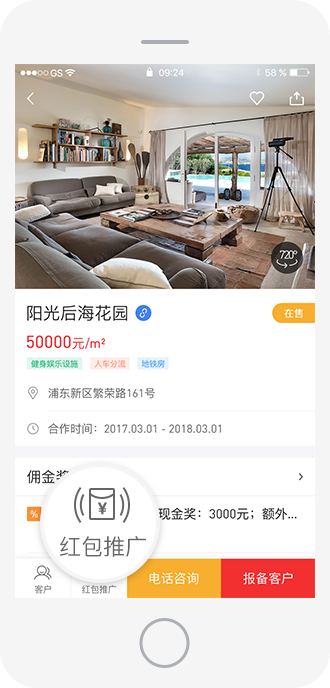 GS 09:24 58 %
720°
阳光后海花园 在售
50000元/m²
健身娱乐设施 人车分流 地铁房
浦东新区繁荣路161号
合作时间：2017.03.01 - 2018.03.01
佣金奖
% 现金奖：3000元；额外...
¥
红包推广
客户 红包推广 电话咨询 报备客户